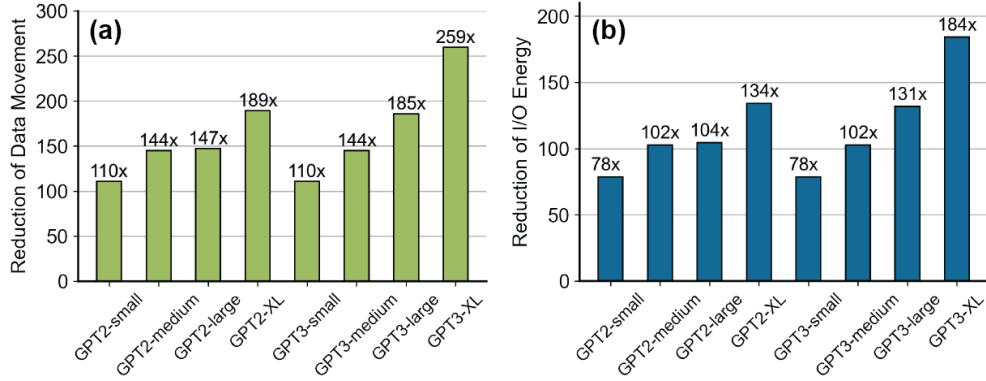 (a)
Reduction of Data Movement
300
250
200
150
100
50
0
110x
144x
147x
189x
110x
144x
185x
259x
GPT2-small
GPT2-medium
GPT2-large
GPT2-XL
GPT3-small
GPT3-medium
GPT3-large
GPT3-XL
(b)
Reduction of I/O Energy
200
150
100
50
0
78x
102x
104x
134x
78x
102x
131x
184x
GPT2-small
GPT2-medium
GPT2-large
GPT2-XL
GPT3-small
GPT3-medium
GPT3-large
GPT3-XL